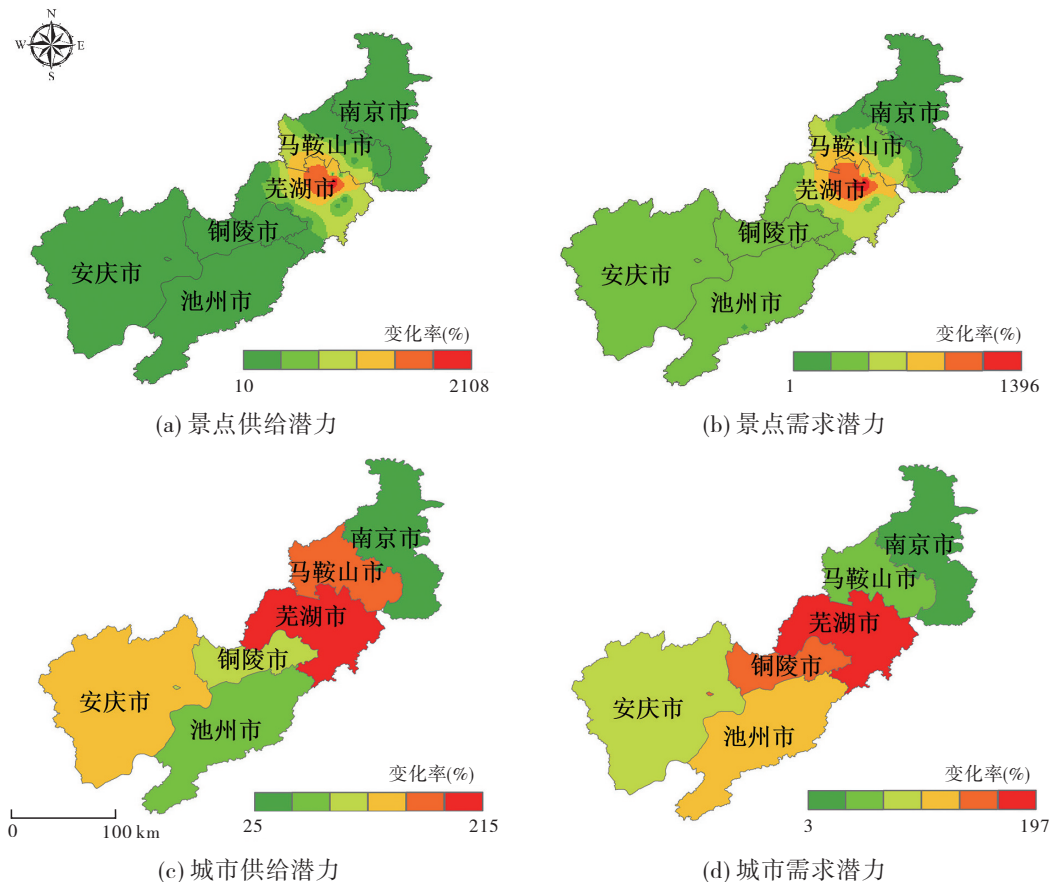 N
W E
S
南京市
马鞍山市
芜湖市
铜陵市
安庆市
池州市
变化率(%)
10 2108
(a) 景点供给潜力
南京市
马鞍山市
芜湖市
铜陵市
安庆市
池州市
变化率(%)
1 1396
(b) 景点需求潜力
南京市
马鞍山市
芜湖市
铜陵市
安庆市
池州市
变化率(%)
25 215
0 100 km
(c) 城市供给潜力
南京市
马鞍山市
芜湖市
铜陵市
安庆市
池州市
变化率(%)
3 197
(d) 城市需求潜力